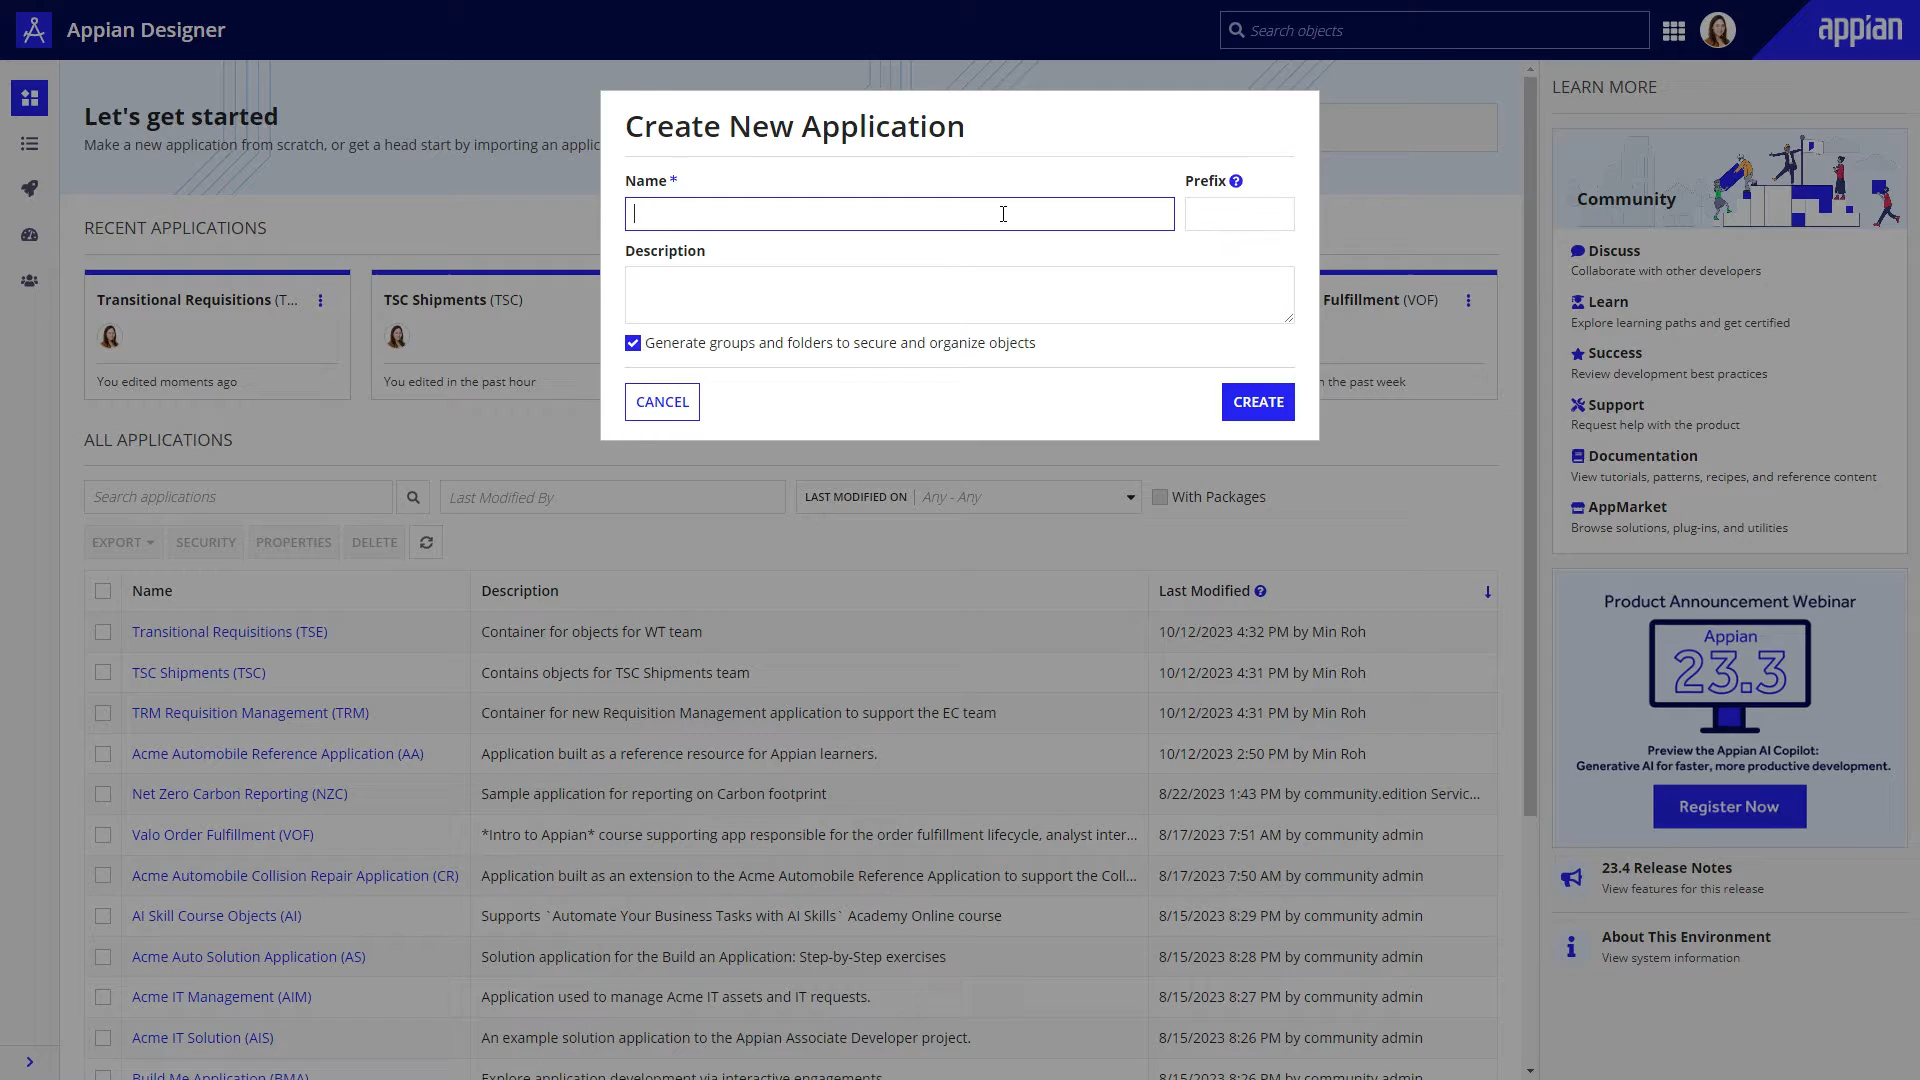 Appian Designer
Search objects
appian
Let's get started
Make a new application from scratch, or get a head start by importing an applic
RECENT APPLICATIONS
Transitional Requisitions (T...
You edited moments ago
TSC Shipments (TSC)
You edited in the past hour
Fulfillment (VOF)
n the past week
Create New Application
Name *
Prefix ?
Description
Generate groups and folders to secure and organize objects
CANCEL
CREATE
ALL APPLICATIONS
Search applications
Last Modified By
LAST MODIFIED ON Any - Any
With Packages
EXPORT
SECURITY
PROPERTIES
DELETE
Name Description Last Modified ?
Transitional Requisitions (TSE) Container for objects for WT team 10/12/2023 4:32 PM by Min Roh
TSC Shipments (TSC) Contains objects for TSC Shipments team 10/12/2023 4:31 PM by Min Roh
TRM Requisition Management (TRM) Container for new Requisition Management application to support the EC team 10/12/2023 4:31 PM by Min Roh
Acme Automobile Reference Application (AA) Application built as a reference resource for Appian learners. 10/12/2023 2:50 PM by Min Roh
Net Zero Carbon Reporting (NZC) Sample application for reporting on Carbon footprint 8/22/2023 1:43 PM by community.edition Servic...
Valo Order Fulfillment (VOF) *Intro to Appian* course supporting app responsible for the order fulfillment lifecycle, analyst inter... 8/17/2023 7:51 AM by community admin
Acme Automobile Collision Repair Application (CR) Application built as an extension to the Acme Automobile Reference Application to support the Coll... 8/17/2023 7:50 AM by community admin
AI Skill Course Objects (AI) Supports `Automate Your Business Tasks with AI Skills` Academy Online course 8/15/2023 8:29 PM by community admin
Acme Auto Solution Application (AS) Solution application for the Build an Application: Step-by-Step exercises 8/15/2023 8:28 PM by community admin
Acme IT Management (AIM) Application used to manage Acme IT assets and IT requests. 8/15/2023 8:27 PM by community admin
Acme IT Solution (AIS) An example solution application to the Appian Associate Developer project. 8/15/2023 8:26 PM by community admin
Build Me Application (BMA) Explore application development via interactive engagements 8/15/2023 8:26 PM by community admin
LEARN MORE
Community
Discuss
Collaborate with other developers
Learn
Explore learning paths and get certified
Success
Review development best practices
Support
Request help with the product
Documentation
View tutorials, patterns, recipes, and reference content
AppMarket
Browse solutions, plug-ins, and utilities
Product Announcement Webinar
Appian
23.3
Preview the Appian AI Copilot:
Generative AI for faster, more productive development.
Register Now
23.4 Release Notes
View features for this release
About This Environment
View system information